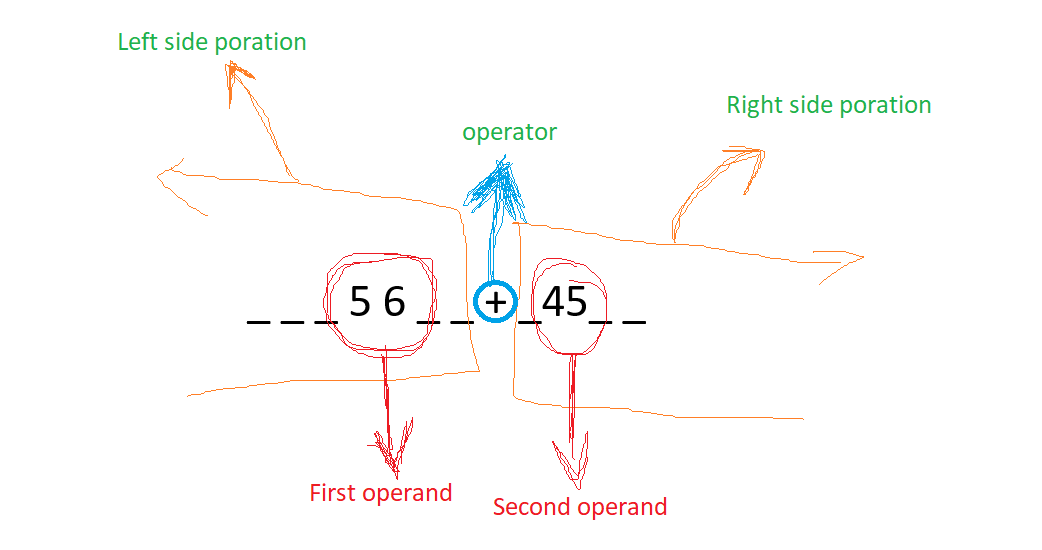 Left side poration
Right side poration
operator
_ _ _ 5 6 _ _ + _ 45 _ _
First operand
Second operand